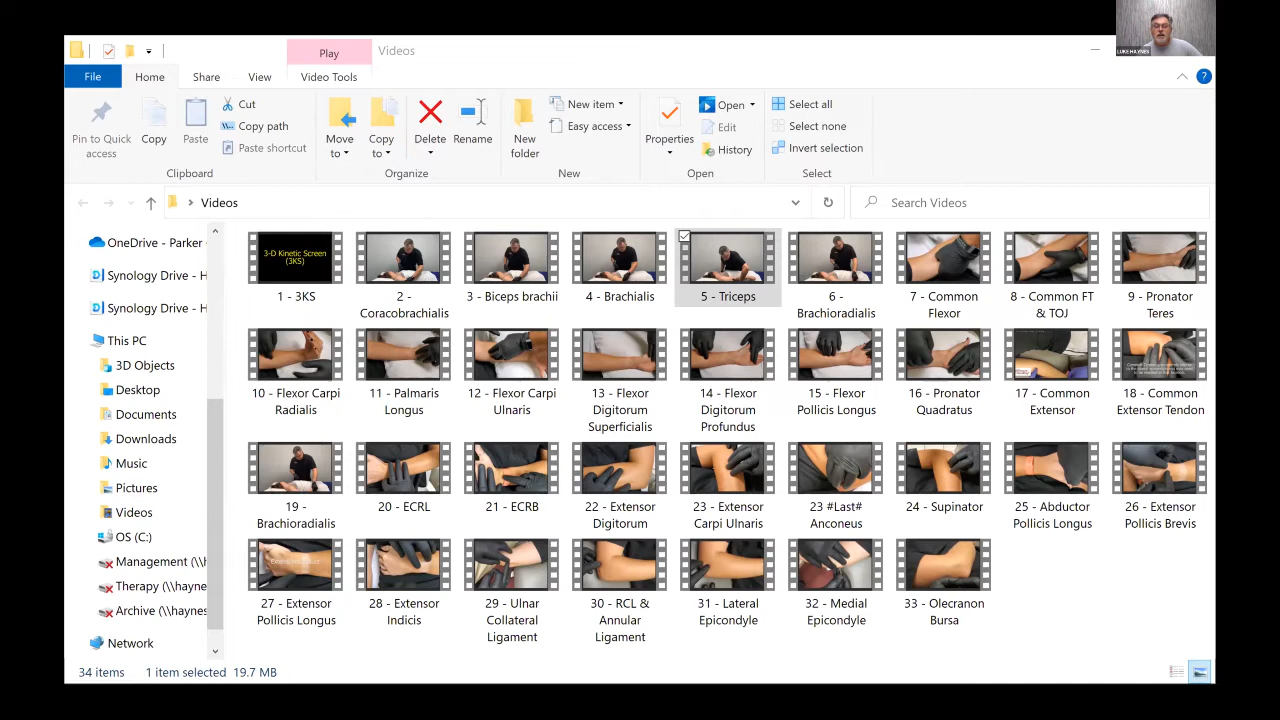 LUKE HAYNES
Play
Videos
File
Home
Share
View
Video Tools
Pin to Quick
access
Copy
Paste
Cut
Copy path
Paste shortcut
Clipboard
Move
to
Copy
to
Delete
Rename
Organize
New
folder
New item
Easy access
New
Properties
Open
Edit
History
Open
Select all
Select none
Invert selection
Select
Videos
Search Videos
OneDrive - Parker
Synology Drive - H
Synology Drive - H
This PC
3D Objects
Desktop
Documents
Downloads
Music
Pictures
Videos
OS (C:)
Management (\\h
Therapy (\\hayne
Archive (\\hayne
Network
3-D Kinetic Screen
(3KS)
1 - 3KS
2 -
Coracobrachialis
3 - Biceps brachii
4 - Brachialis
5 - Triceps
6 -
Brachioradialis
7 - Common
Flexor
8 - Common FT
& TOJ
9 - Pronator
Teres
10 - Flexor Carpi
Radialis
11 - Palmaris
Longus
12 - Flexor Carpi
Ulnaris
13 - Flexor
Digitorum
Superficialis
14 - Flexor
Digitorum
Profundus
15 - Flexor
Pollicis Longus
16 - Pronator
Quadratus
17 - Common
Extensor
18 - Common
Extensor Tendon
19 -
Brachioradialis
20 - ECRL
21 - ECRB
22 - Extensor
Digitorum
23 - Extensor
Carpi Ulnaris
23 #Last#
Anconeus
24 - Supinator
25 - Abductor
Pollicis Longus
26 - Extensor
Pollicis Brevis
27 - Extensor
Pollicis Longus
28 - Extensor
Indicis
29 - Ulnar
Collateral
Ligament
30 - RCL &
Annular
Ligament
31 - Lateral
Epicondyle
32 - Medial
Epicondyle
33 - Olecranon
Bursa
34 items
1 item selected 19.7 MB